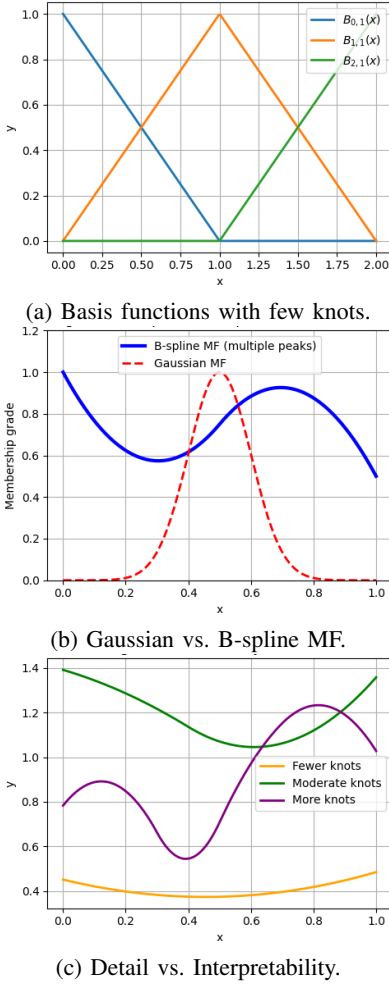 1.0
0.8
0.6
0.4
0.2
0.0
y
B0,1(x)
B1,1(x)
B2,1(x)
0.00 0.25 0.50 0.75 1.00 1.25 1.50 1.75 2.00
x
(a) Basis functions with few knots.
1.2
1.0
0.8
0.6
0.4
0.2
0.0
Membership grade
B-spline MF (multiple peaks)
Gaussian MF
0.0 0.2 0.4 0.6 0.8 1.0
x
(b) Gaussian vs. B-spline MF.
1.4
1.2
1.0
0.8
0.6
0.4
y
Fewer knots
Moderate knots
More knots
0.0 0.2 0.4 0.6 0.8 1.0
x
(c) Detail vs. Interpretability.